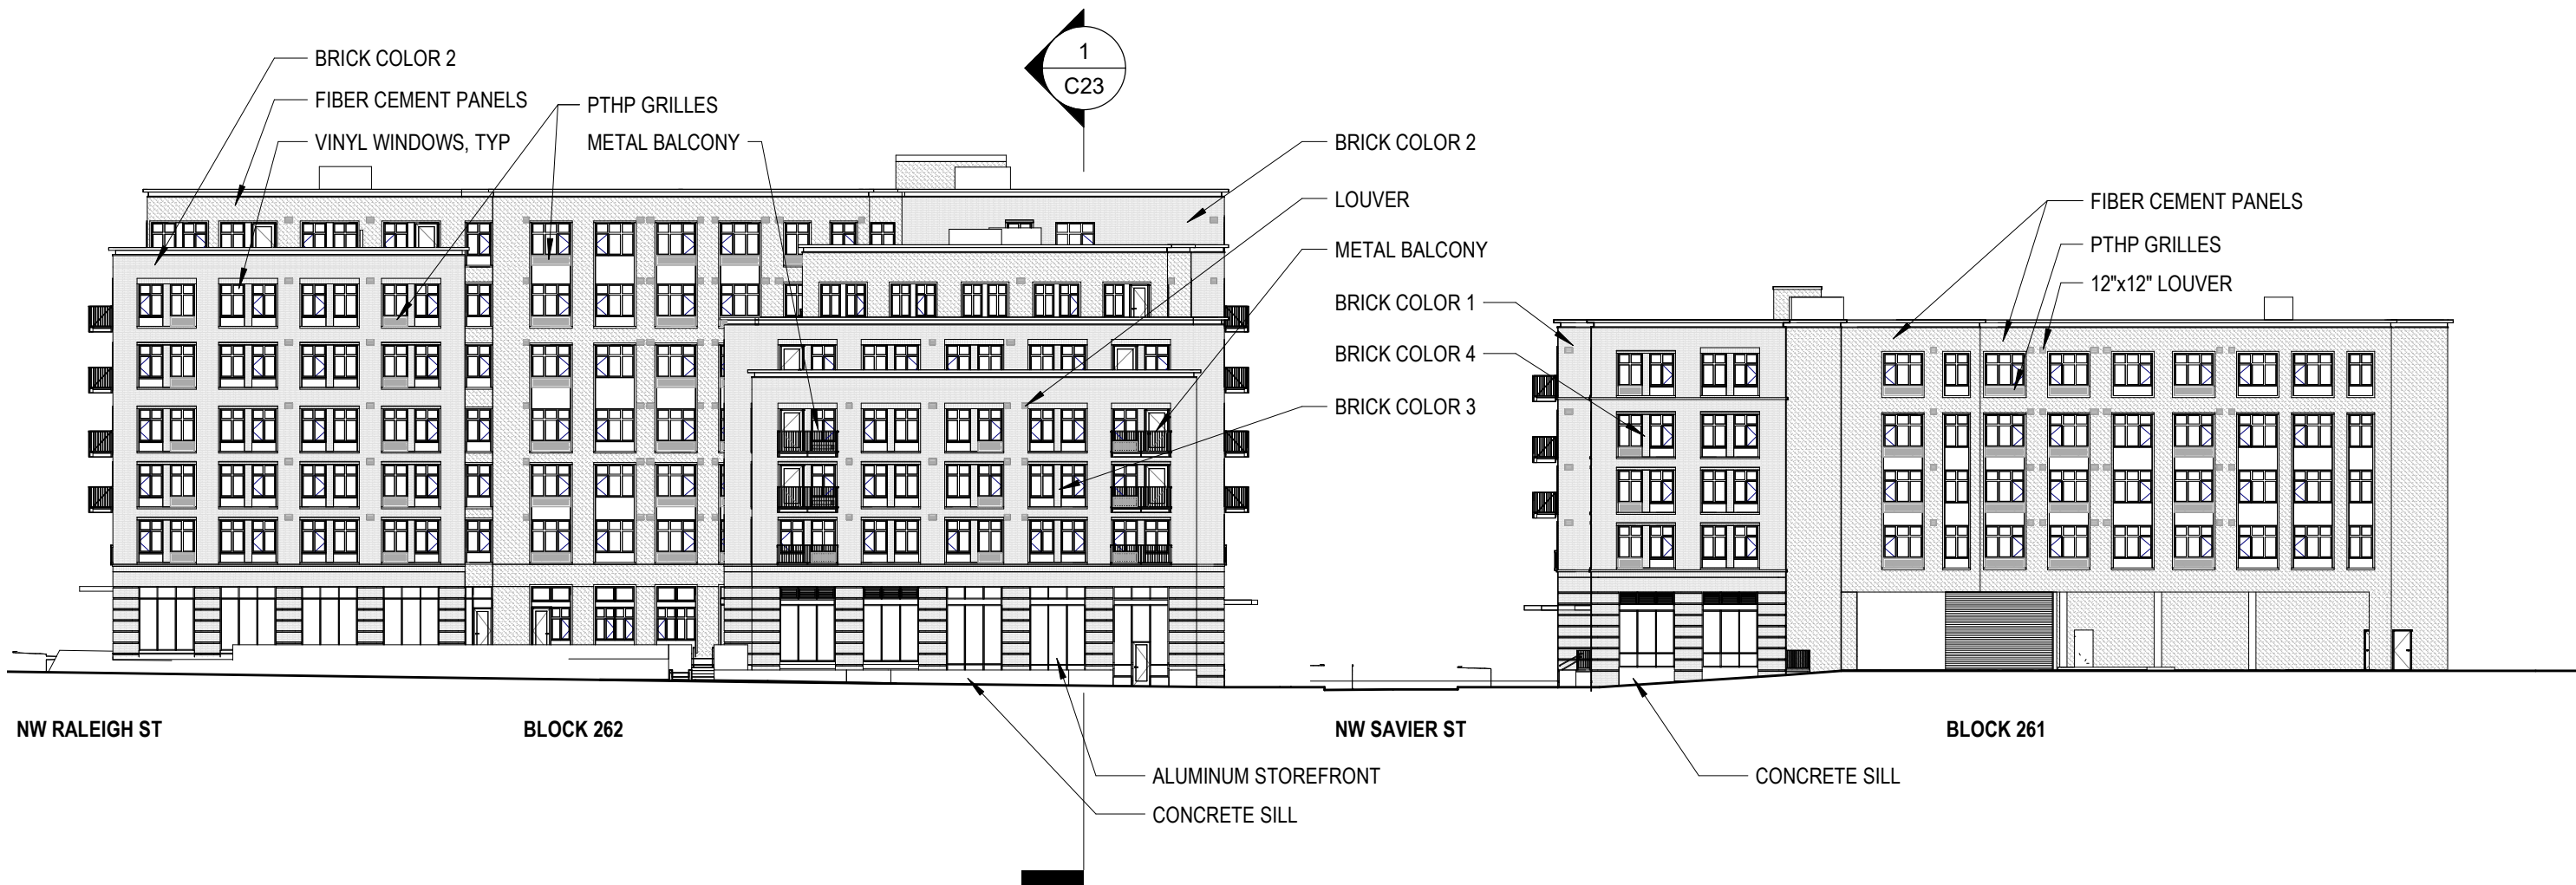 1
C23
BRICK COLOR 2
FIBER CEMENT PANELS
VINYL WINDOWS, TYP
PTHP GRILLES
METAL BALCONY
BRICK COLOR 2
LOUVER
METAL BALCONY
BRICK COLOR 1
BRICK COLOR 4
BRICK COLOR 3
FIBER CEMENT PANELS
PTHP GRILLES
12"x12" LOUVER
NW RALEIGH ST
BLOCK 262
NW SAVIER ST
BLOCK 261
ALUMINUM STOREFRONT
CONCRETE SILL
CONCRETE SILL